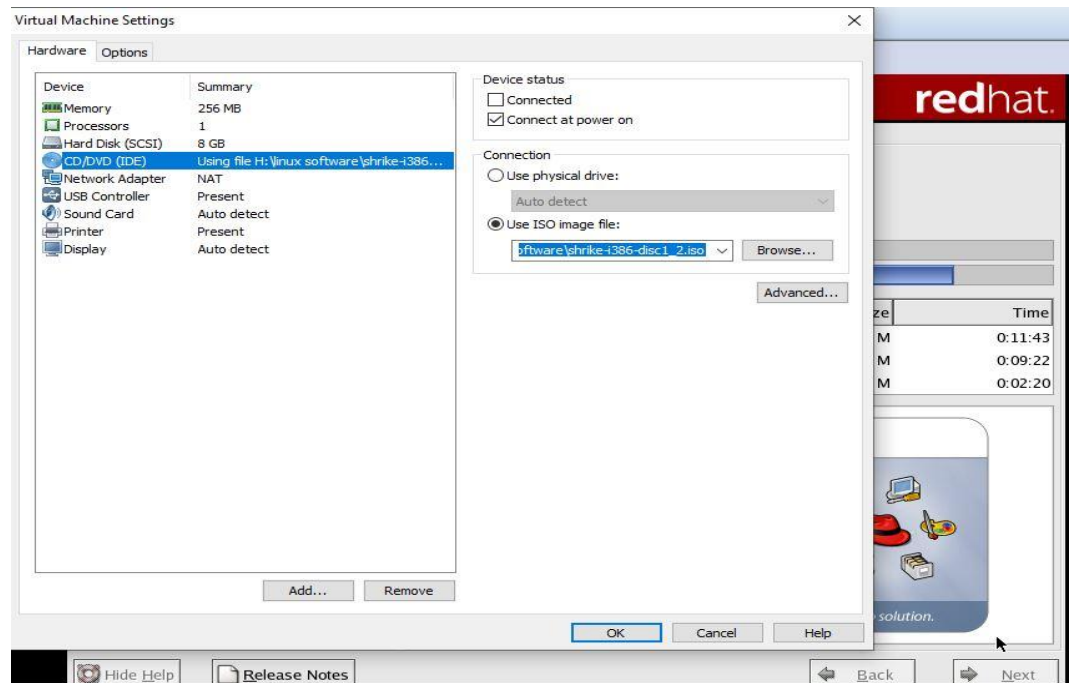 Virtual Machine Settings
Hardware Options
Device Summary
Memory 256 MB
Processors 1
Hard Disk (SCSI) 8 GB
CD/DVD (IDE) Using file H:\linux software\shrike-i386...
Network Adapter NAT
USB Controller Present
Sound Card Auto detect
Printer Present
Display Auto detect
Add... Remove
Device status
Connected
Connect at power on
Connection
Use physical drive:
Auto detect
Use ISO image file:
oftware\shrike-i386-disc1_2.iso Browse...
Advanced...
OK Cancel Help
redhat.
ze Time
M 0:11:43
M 0:09:22
M 0:02:20
solution.
Hide Help Release Notes Back Next